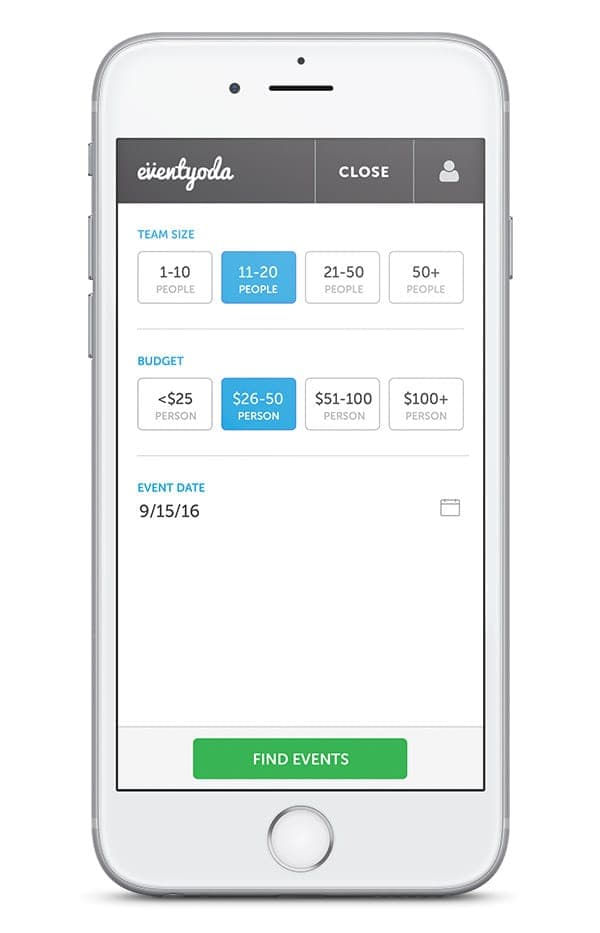 eventyoda
CLOSE
TEAM SIZE
1-10 11-20 21-50 50+
PEOPLE PEOPLE PEOPLE PEOPLE
BUDGET
<$25 $26-50 $51-100 $100+
PERSON PERSON PERSON PERSON
EVENT DATE
9/15/16
FIND EVENTS